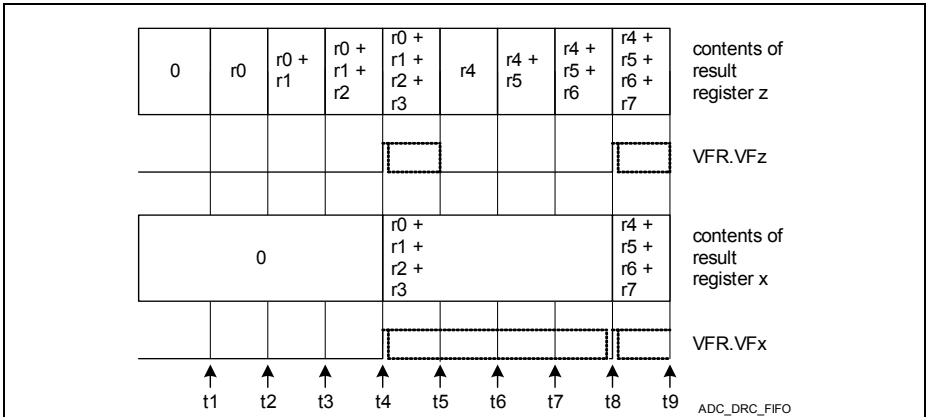 0
r0
r0 +
r1
r0 +
r1 +
r2
r0 +
r1 +
r2 +
r3
r4
r4 +
r5
r4 +
r5 +
r6
r4 +
r5 +
r6 +
r7
contents of
result
register z
VFR.VFz
0
r0 +
r1 +
r2 +
r3
r4 +
r5 +
r6 +
r7
contents of
result
register x
VFR.VFx
t1 t2 t3 t4 t5 t6 t7 t8 t9
ADC_DRC_FIFO